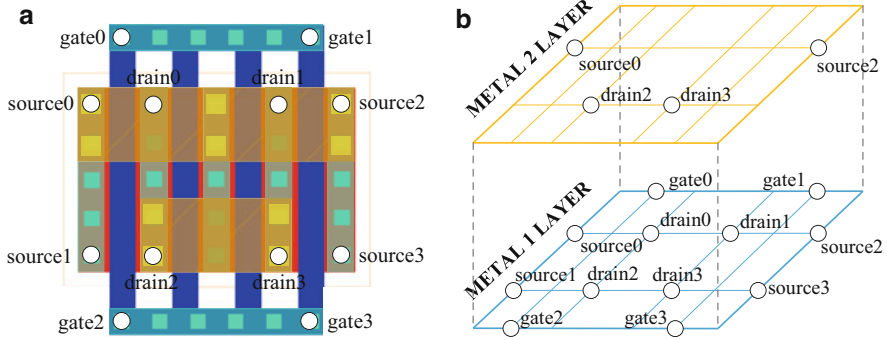 a
gate0
gate1
drain0
drain1
source0
source2
source1
source3
drain2
drain3
gate2
gate3
b
METAL 2 LAYER
source0
source2
drain2
drain3
METAL 1 LAYER
gate0
gate1
drain0
drain1
source0
source2
source1
drain2
drain3
source3
gate2
gate3